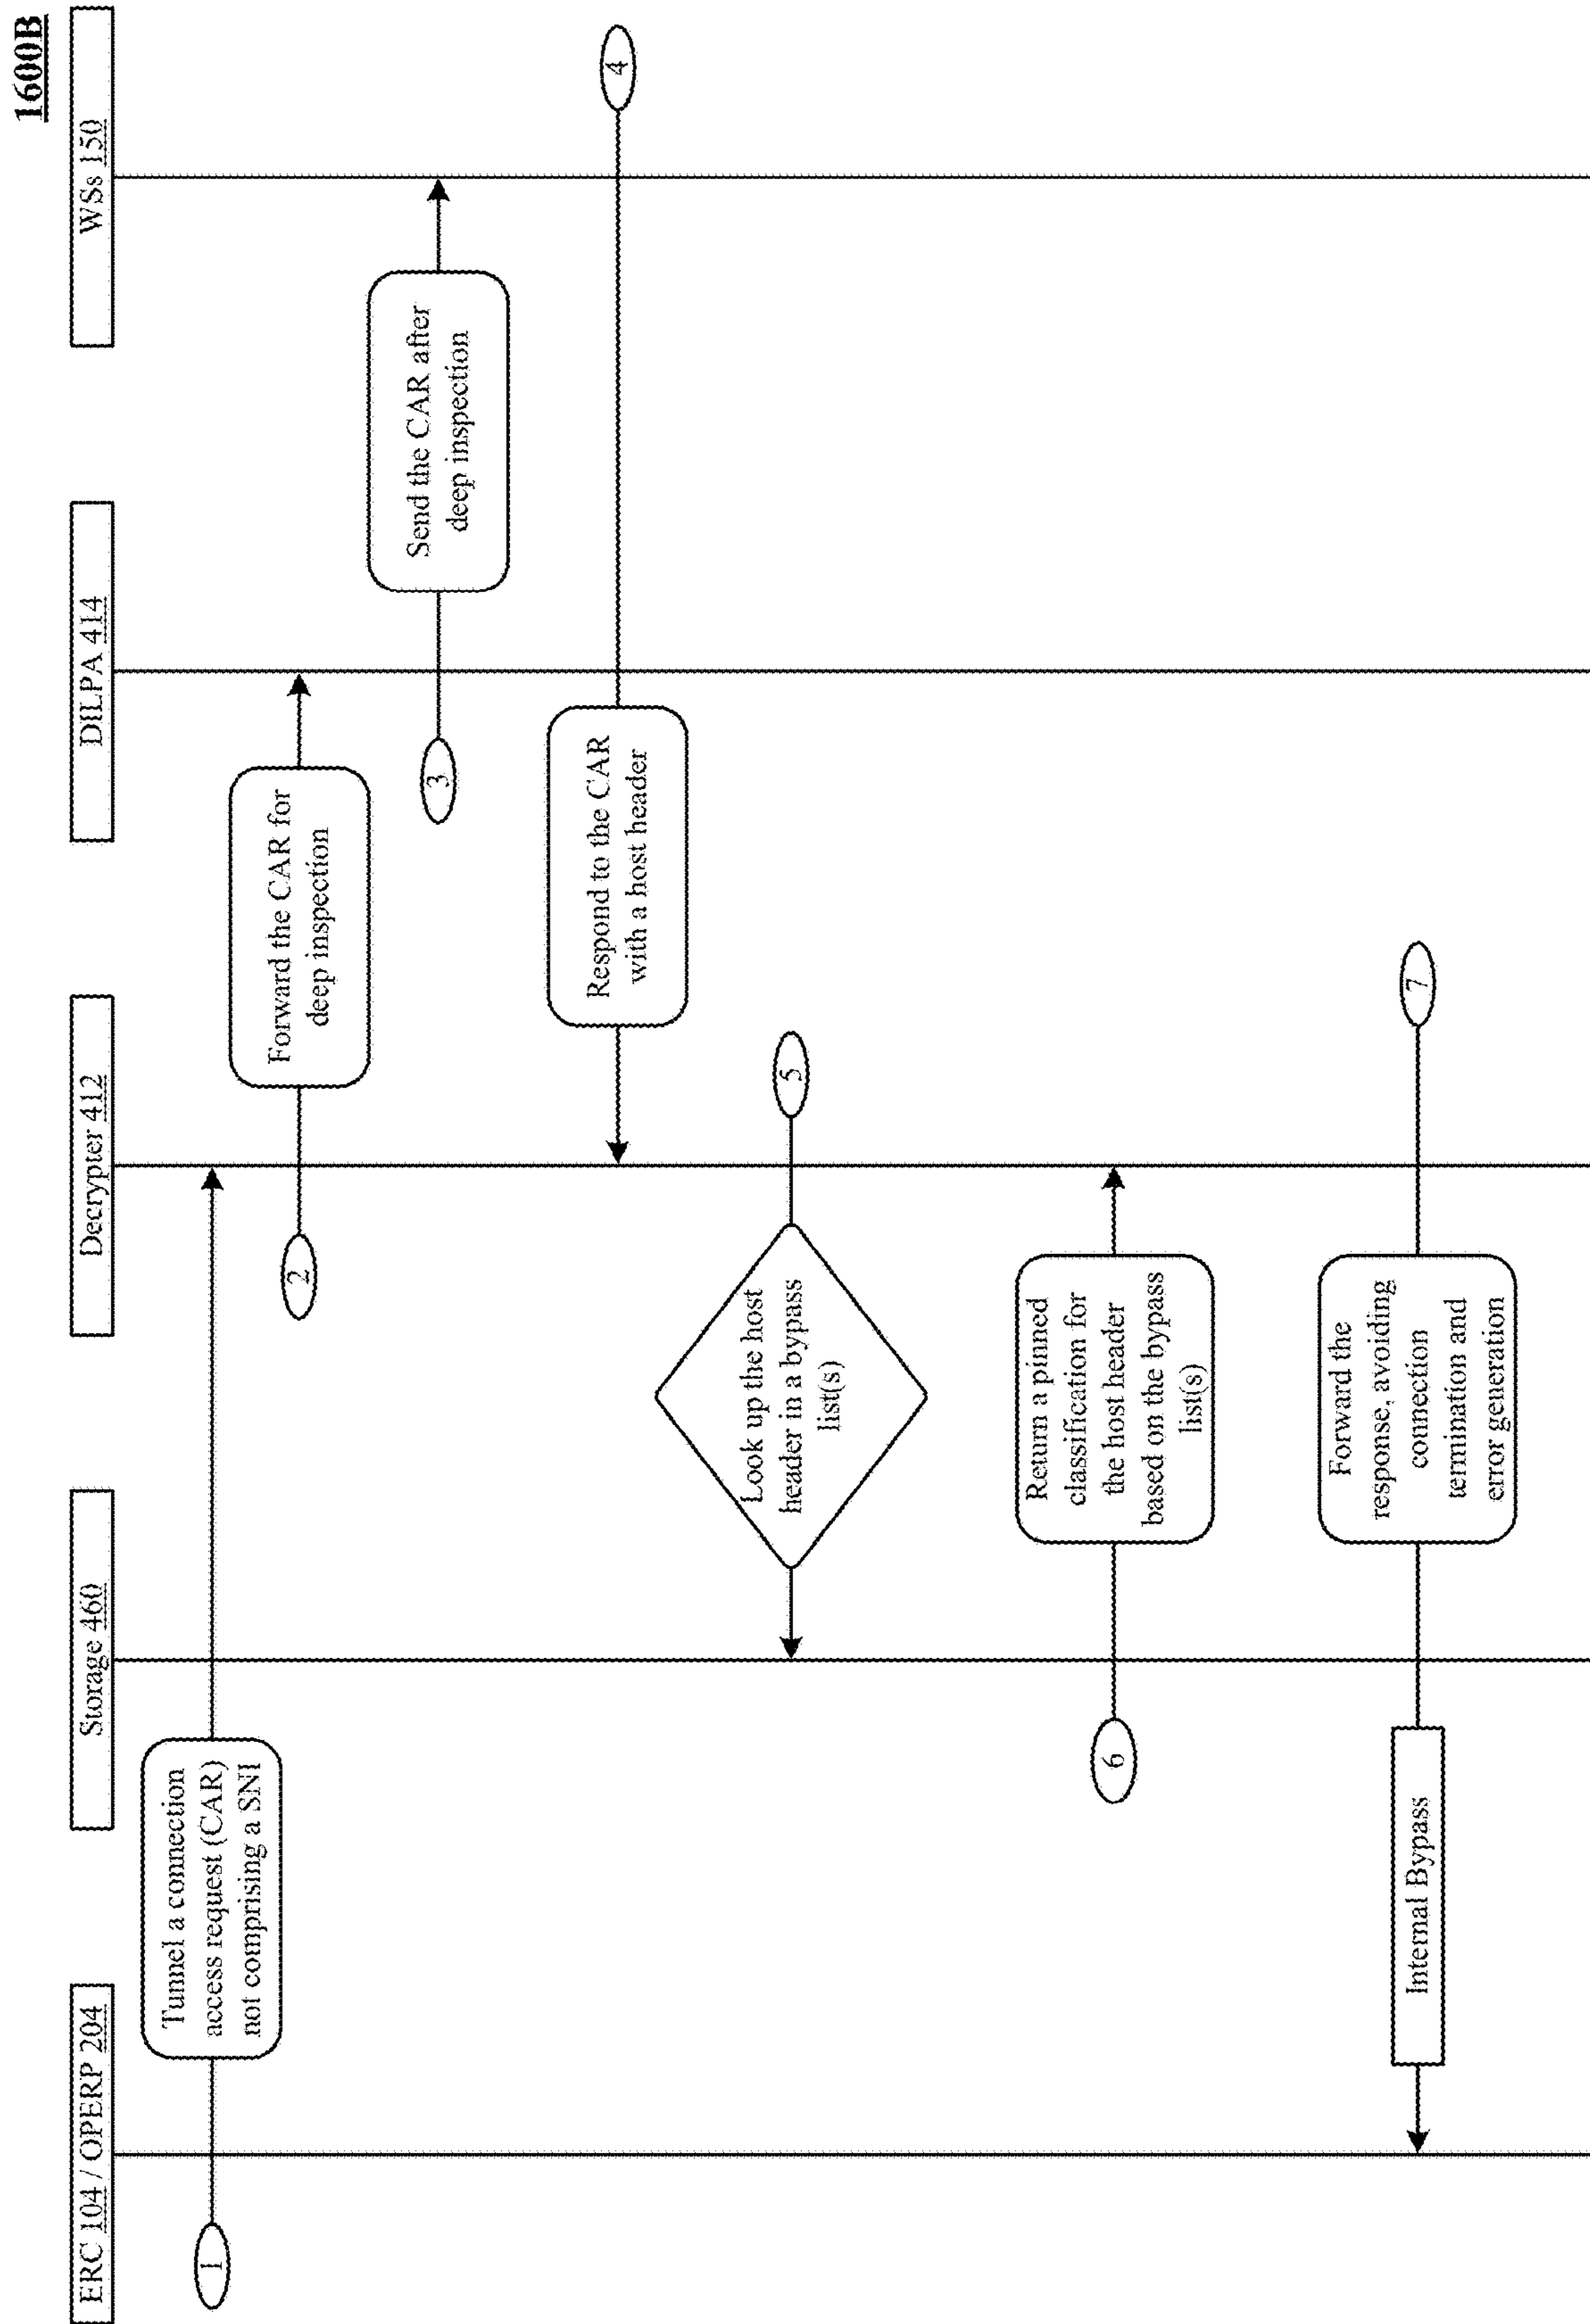 1600B
ERC 104 / OPERP 204
Storage 460
Decrypter 412
DILPA 414
WSs 150
1
Tunnel a connection
access request (CAR)
not comprising a SNI
2
Forward the CAR for
deep inspection
3
Send the CAR after
deep inspection
4
Respond to the CAR
with a host header
5
Look up the host
header in a bypass
list(s)
6
Return a pinned
classification for
the host header
based on the bypass
list(s)
7
Forward the
response, avoiding
connection
termination and
error generation
Internal Bypass